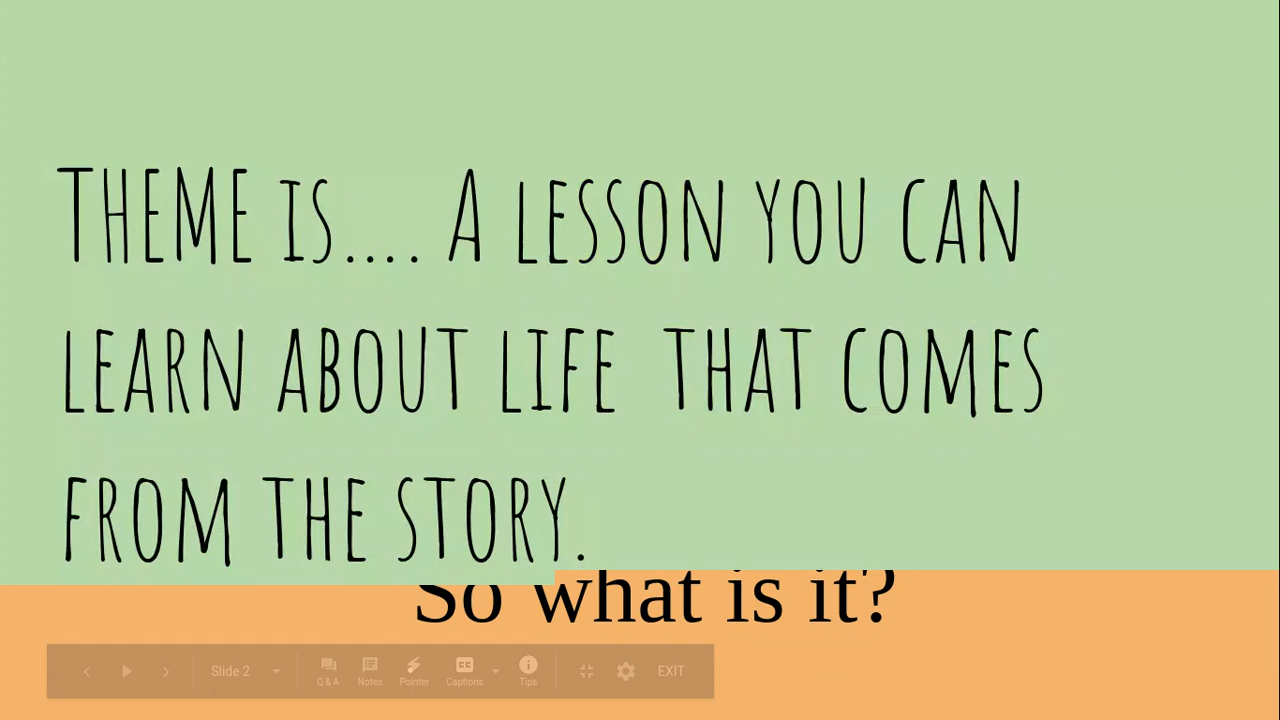 THEME is.... A LESSON YOU CAN
LEARN ABOUT LIFE THAT COMES
FROM THE STORY.
So what is it?
Slide 2
Q & A
Notes
Pointer
CC
Captions
Tips
EXIT